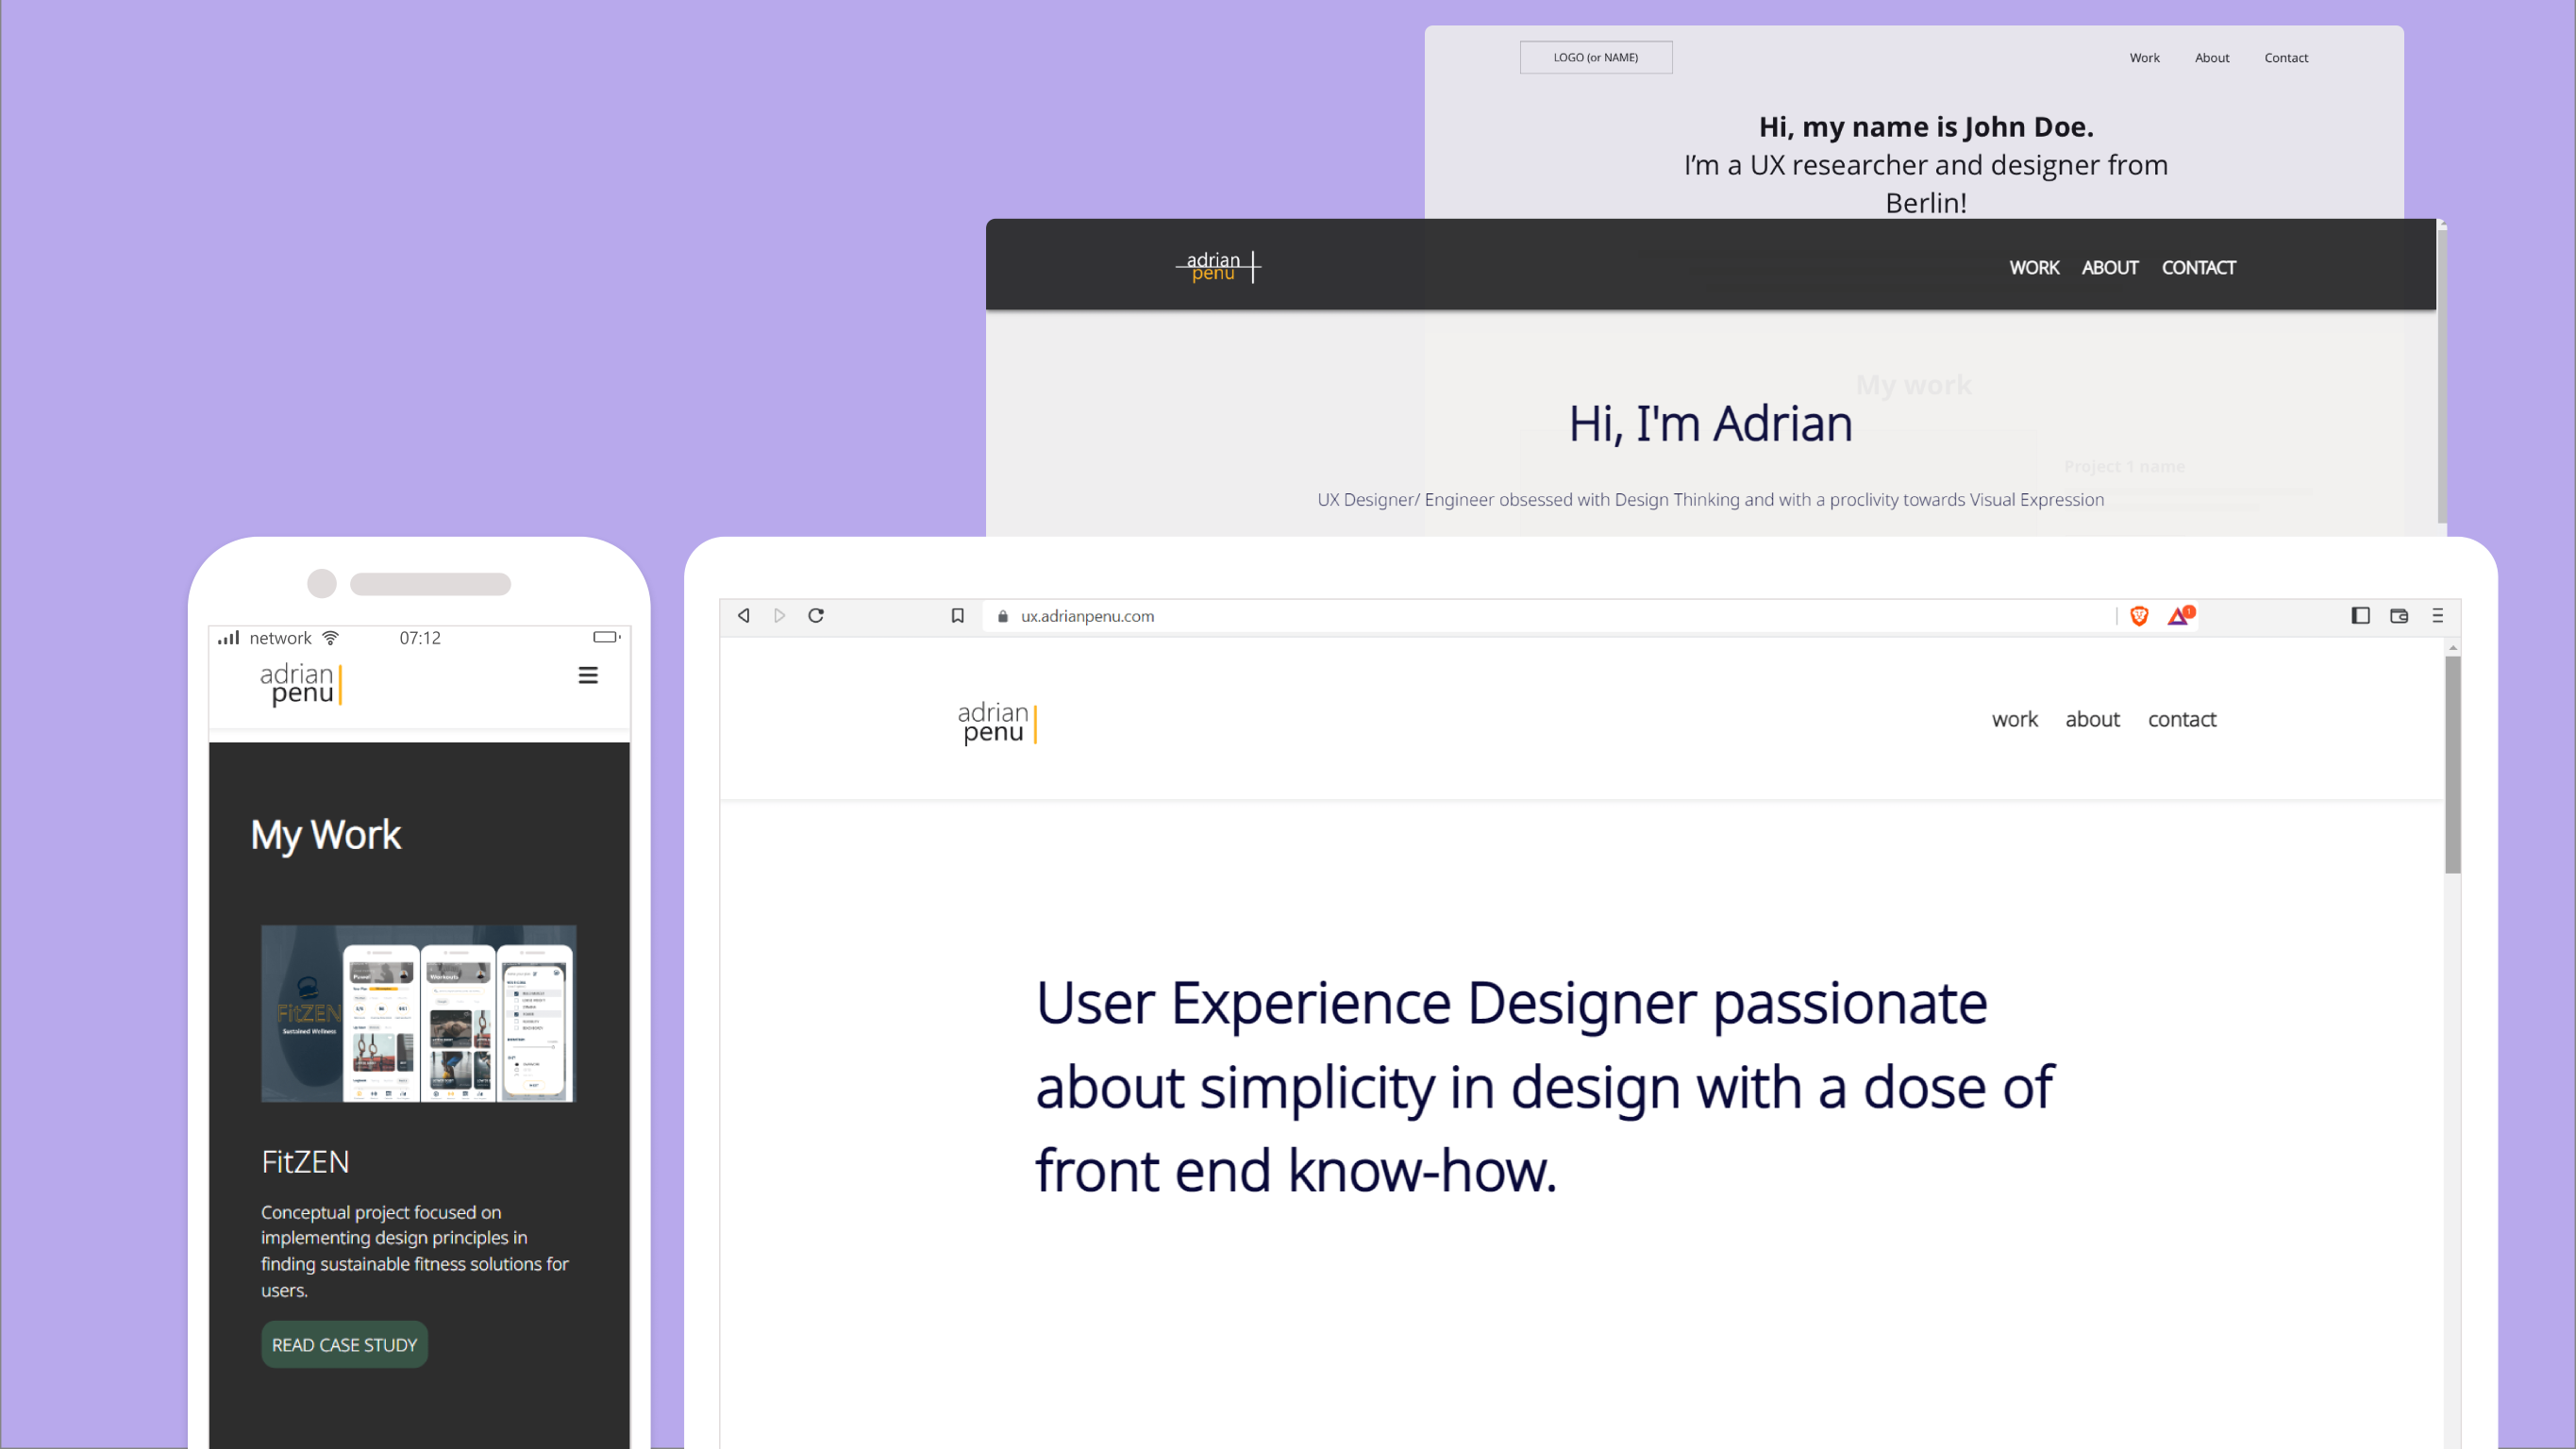 LOGO (or NAME)
Work About Contact
Hi, my name is John Doe.
I'm a UX researcher and designer from
Berlin!
adrian
penu
WORK ABOUT CONTACT
My work
Hi, I'm Adrian
Project 1 name
UX Designer/ Engineer obsessed with Design Thinking and with a proclivity towards Visual Expression
network 07:12
adrian
penu
My Work
FitZEN
Sustained Wellness
Power
Workouts
FitZEN
Conceptual project focused on
implementing design principles in
finding sustainable fitness solutions for
users.
READ CASE STUDY
ux.adrianpenu.com
1
adrian
penu
work about contact
User Experience Designer passionate
about simplicity in design with a dose of
front end know-how.